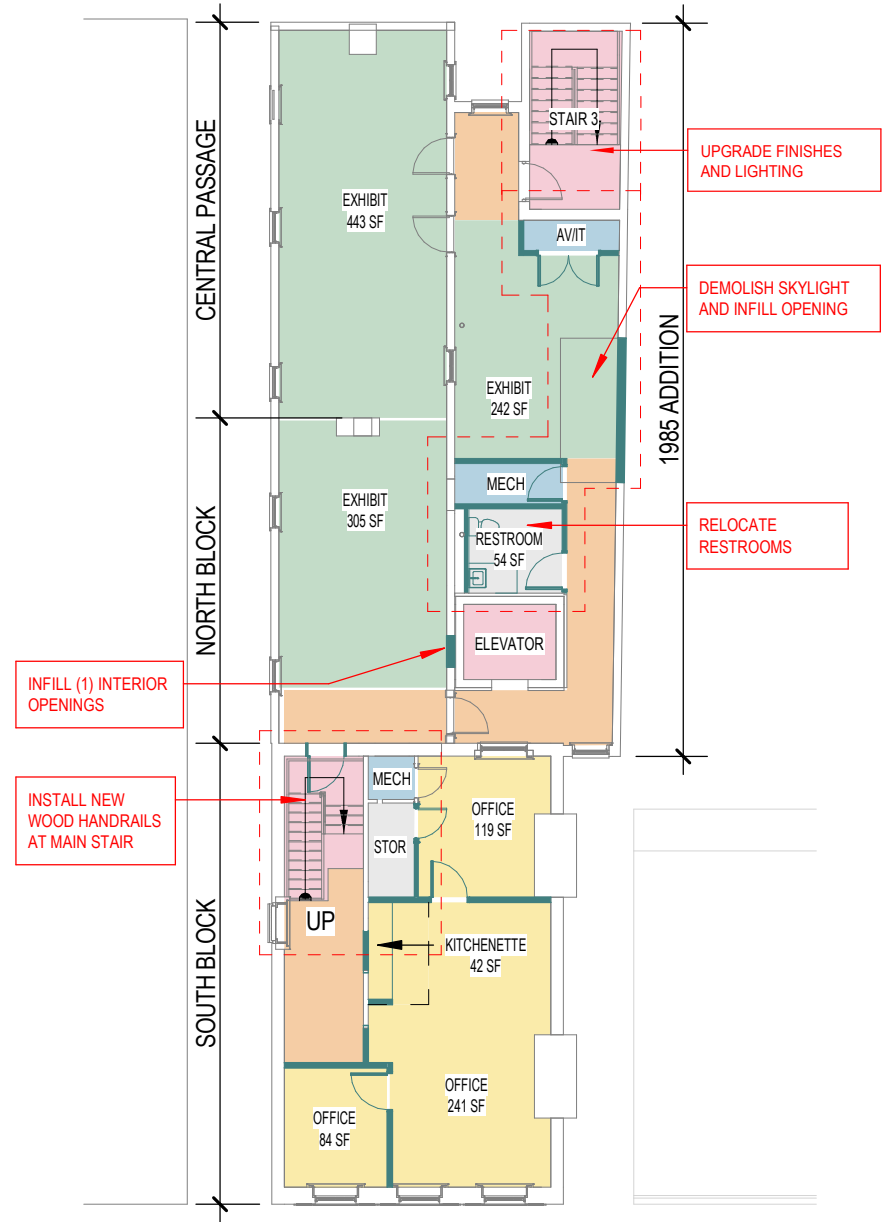 CENTRAL PASSAGE
NORTH BLOCK
SOUTH BLOCK
1985 ADDITION
STAIR 3
UPGRADE FINISHES
AND LIGHTING
EXHIBIT
443 SF
AV/IT
DEMOLISH SKYLIGHT
AND INFILL OPENING
EXHIBIT
242 SF
MECH
EXHIBIT
305 SF
RESTROOM
54 SF
RELOCATE
RESTROOMS
ELEVATOR
INFILL (1) INTERIOR
OPENINGS
MECH
INSTALL NEW
WOOD HANDRAILS
AT MAIN STAIR
OFFICE
119 SF
STOR
UP
KITCHENETTE
42 SF
OFFICE
241 SF
OFFICE
84 SF